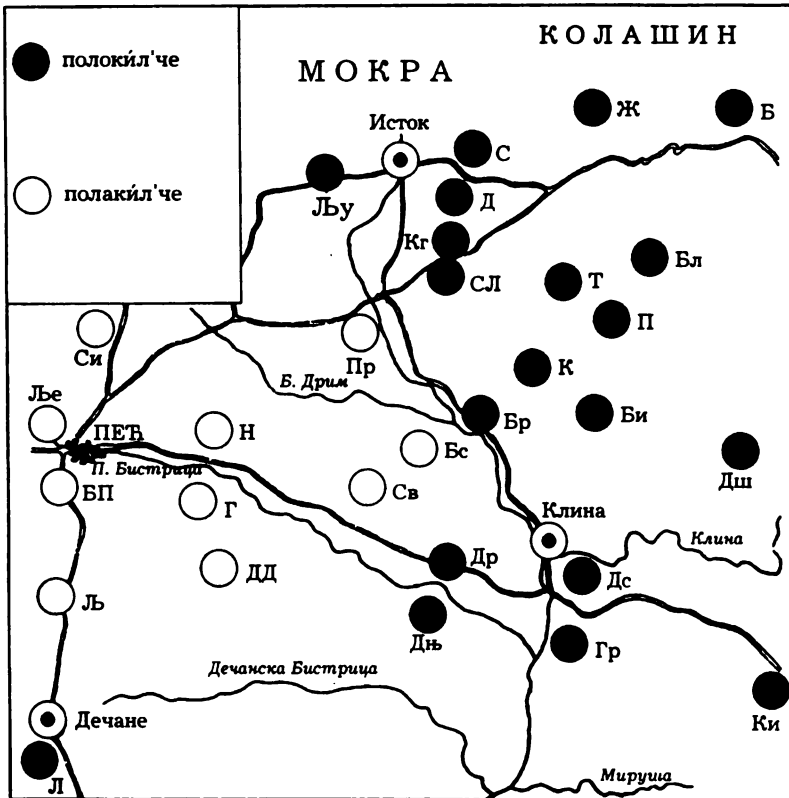 полоки́л'че
полаки́л'че
КОЛАШИН
МОКРА
Исток
Ж
Б
С
Љу
Д
Кг
СЛ
Т
Бл
П
Си
Пр
К
Б. Дрим
Ље
ПЕЋ
Н
Бр
Би
Бс
Дш
П. Бистрица
БП
Г
Св
Клина
Клина
ДД
Др
Дс
Љ
Дњ
Гр
Дечанска Бистрица
Дечане
Ки
Л
Мируша